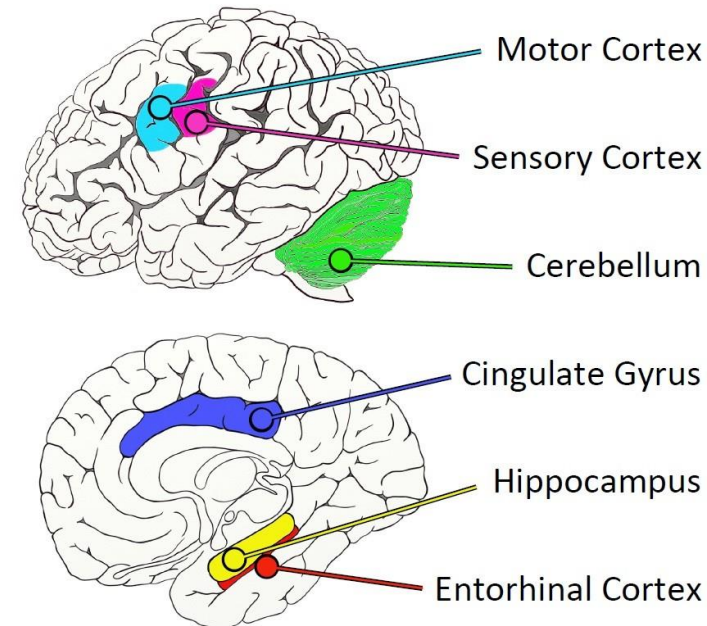 Motor Cortex
Sensory Cortex
Cerebellum
Cingulate Gyrus
Hippocampus
Entorhinal Cortex